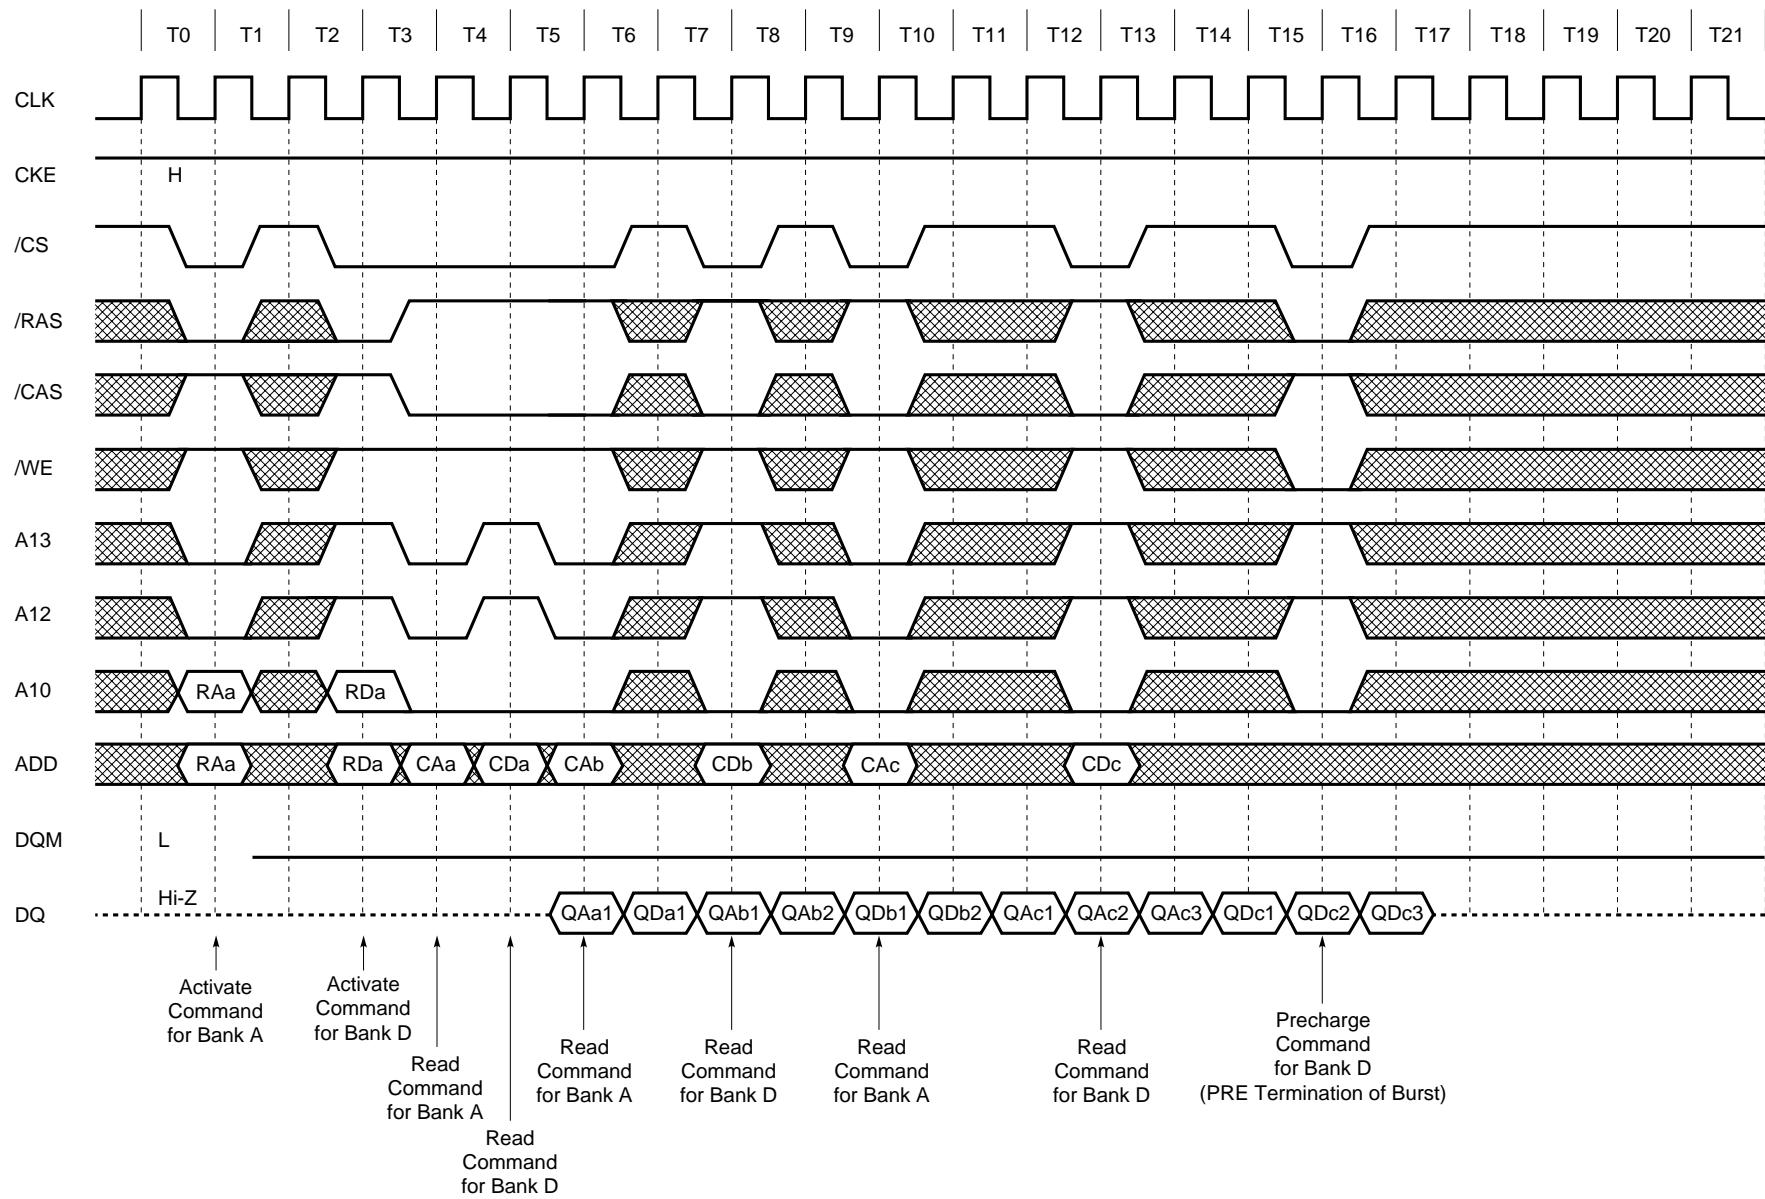 T0 T1 T2 T3 T4 T5 T6 T7 T8 T9 T10 T11 T12 T13 T14 T15 T16 T17 T18 T19 T20 T21
CLK
CKE H
/CS
/RAS
/CAS
/WE
A13
A12
A10 RAa RDa
ADD RAa RDa CAa CDa CAb CDb CAc CDc
DQM L
Hi-Z
DQ QAa1 QDa1 QAb1 QAb2 QDb1 QDb2 QAc1 QAc2 QAc3 QDc1 QDc2 QDc3
Activate
Command
for Bank A
Activate
Command
for Bank D
Read
Command
for Bank A
Read
Command
for Bank D
Read
Command
for Bank A
Read
Command
for Bank D
Read
Command
for Bank A
Read
Command
for Bank D
Precharge
Command
for Bank D
(PRE Termination of Burst)